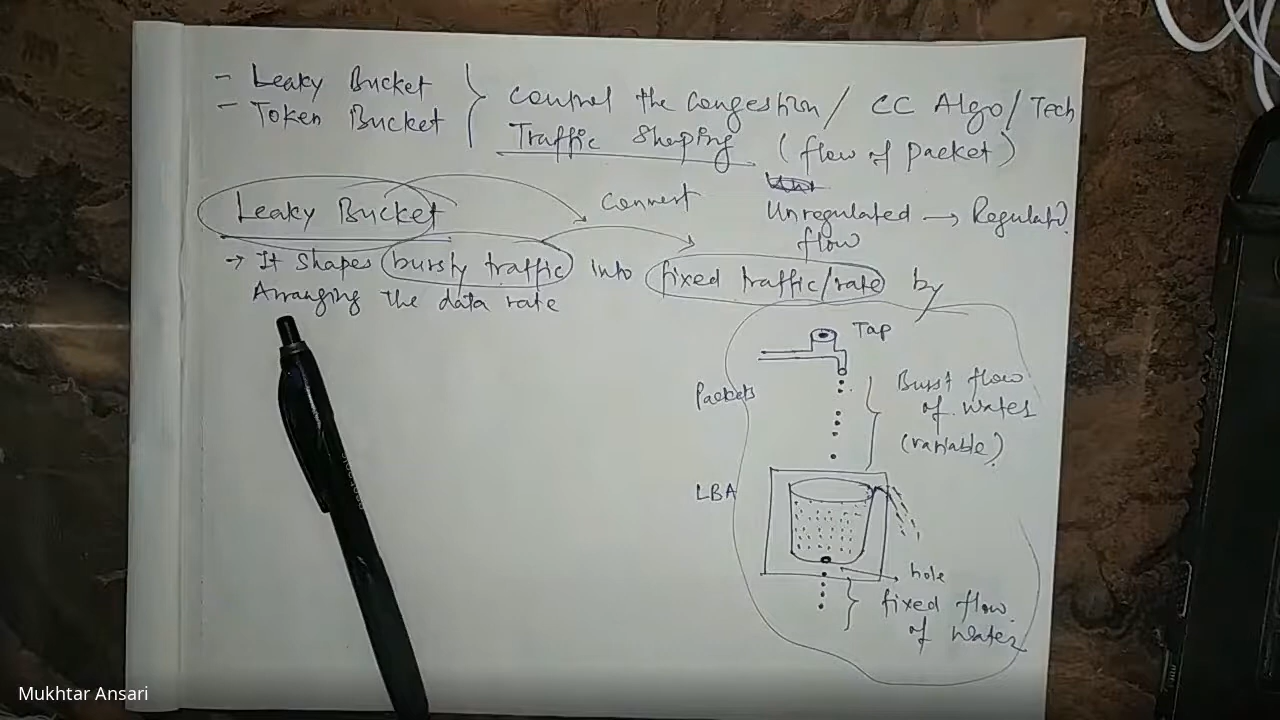 - Leaky Bucket
- Token Bucket
Control the Congestion / CC Algo/Tech
Traffic Shaping (flow of packet)
Leaky Bucket
Convert
Unregulated → Regulated
flow
→ It Shapes bursty traffic into fixed traffic/rate by
Arranging the data rate
Tap
Packets
Burst flow
of water
(variable)
LBA
hole
fixed flow
of water
Mukhtar Ansari